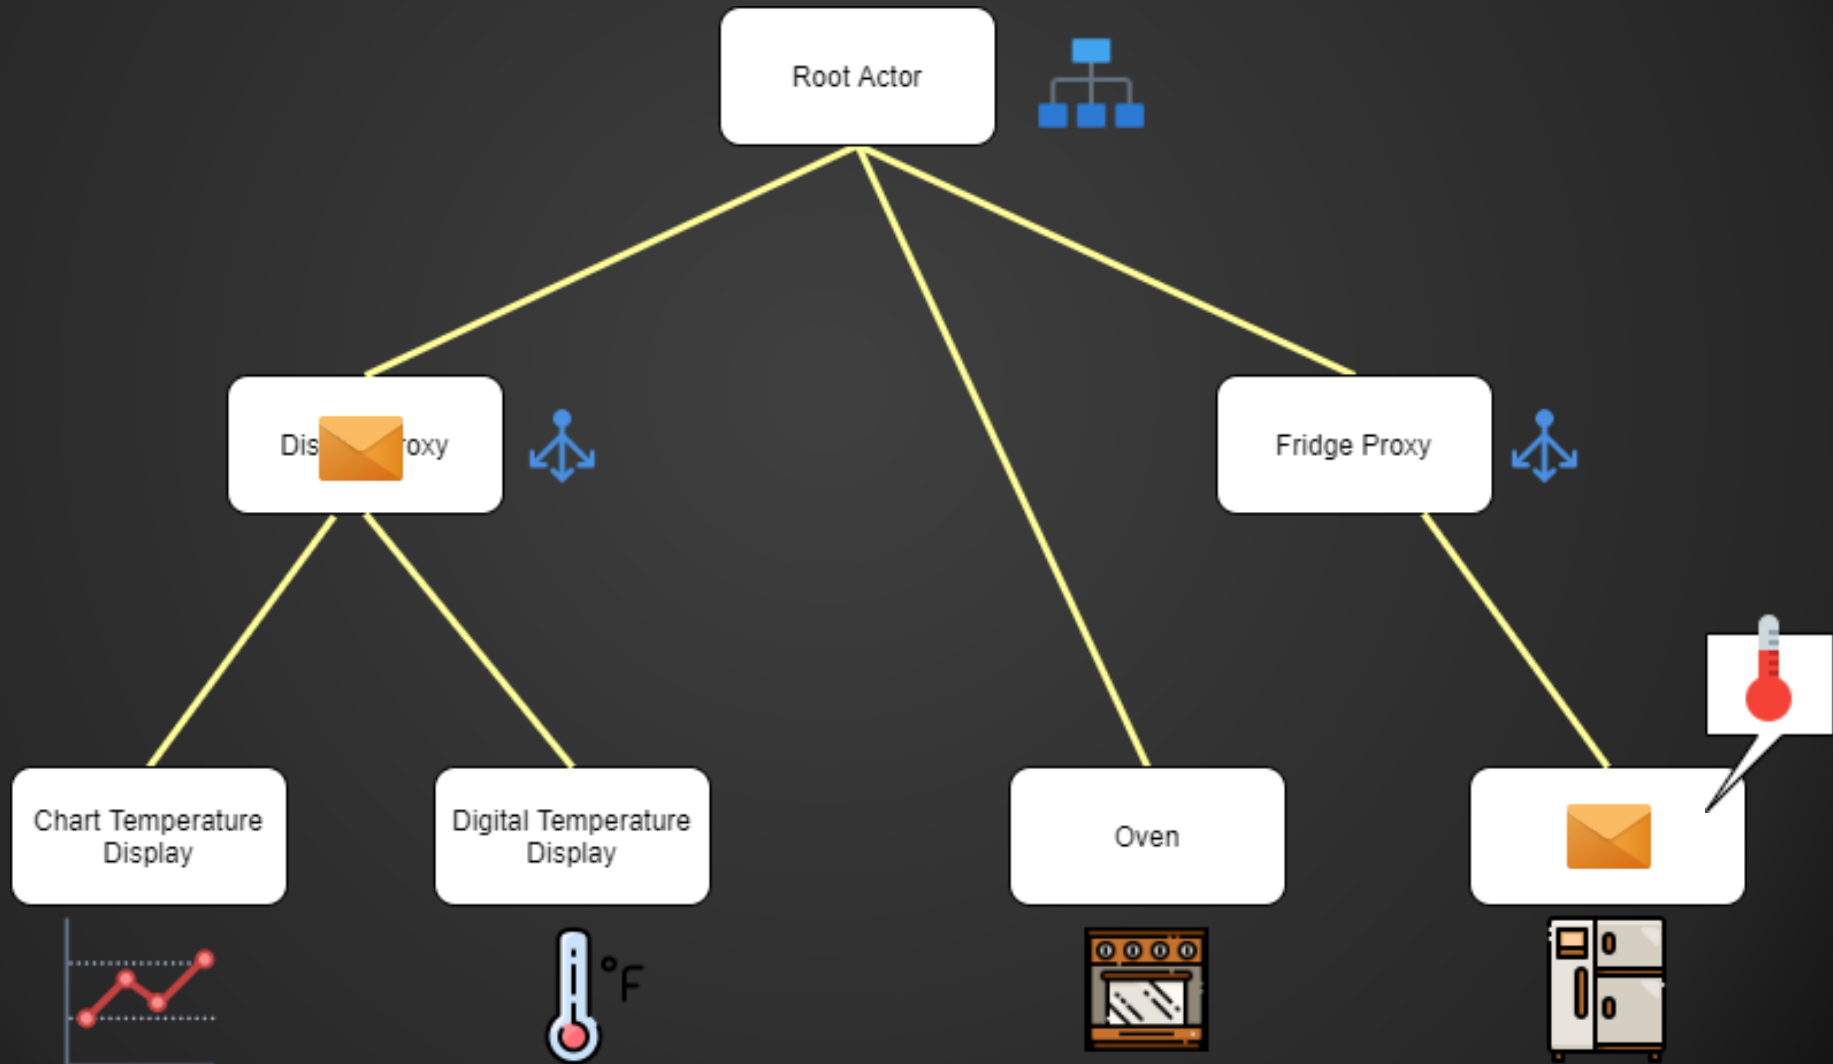 Root Actor
Dis roxy
Fridge Proxy
Chart Temperature
Display
Digital Temperature
Display
Oven
°F